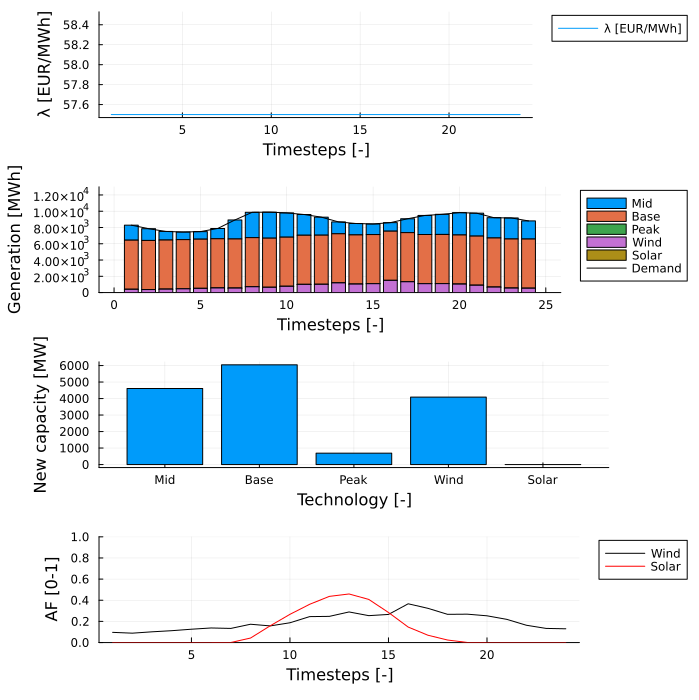 λ [EUR/MWh]
58.4
58.2
58.0
57.8
57.6
5
10
15
20
Timesteps [-]
λ [EUR/MWh]
Generation [MWh]
1.20×10⁴
1.00×10⁴
8.00×10³
6.00×10³
4.00×10³
2.00×10³
0
0
5
10
15
20
25
Timesteps [-]
Mid
Base
Peak
Wind
Solar
Demand
New capacity [MW]
6000
5000
4000
3000
2000
1000
0
Mid
Base
Peak
Wind
Solar
Technology [-]
AF [0-1]
1.0
0.8
0.6
0.4
0.2
0.0
5
10
15
20
Timesteps [-]
Wind
Solar